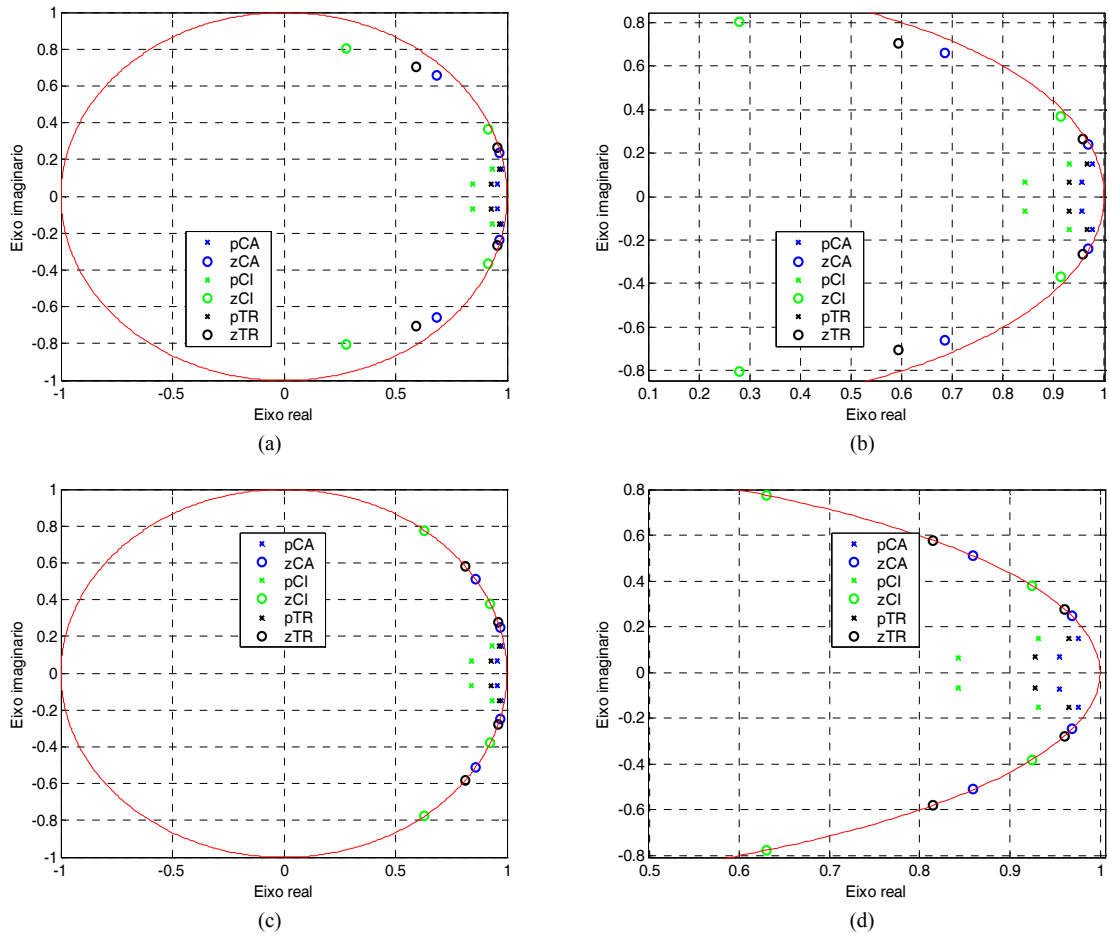 1
0.8
0.6
0.4
0.2
0
-0.2
-0.4
-0.6
-0.8
-1
-1 -0.5 0 0.5 1
Eixo imaginario
Eixo real
pCA
zCA
pCI
zCI
pTR
zTR
(a)
0.8
0.6
0.4
0.2
0
-0.2
-0.4
-0.6
-0.8
0.1 0.2 0.3 0.4 0.5 0.6 0.7 0.8 0.9 1
Eixo imaginario
Eixo real
pCA
zCA
pCI
zCI
pTR
zTR
(b)
1
0.8
0.6
0.4
0.2
0
-0.2
-0.4
-0.6
-0.8
-1
-1 -0.5 0 0.5 1
Eixo imaginario
Eixo real
pCA
zCA
pCI
zCI
pTR
zTR
(c)
0.8
0.6
0.4
0.2
0
-0.2
-0.4
-0.6
-0.8
0.5 0.6 0.7 0.8 0.9 1
Eixo imaginario
Eixo real
pCA
zCA
pCI
zCI
pTR
zTR
(d)